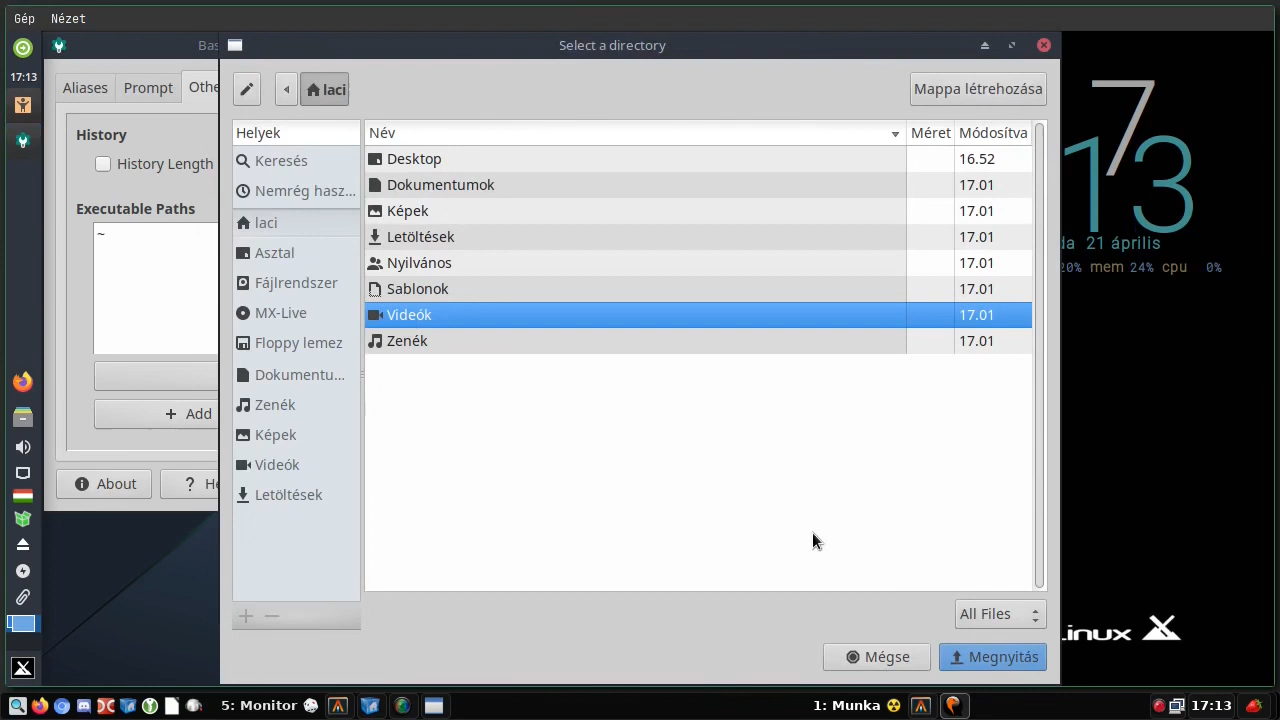 Gép Nézet
17:13
Bas
Select a directory
Aliases Prompt Othe
laci
Mappa létrehozása
History
History Length
Executable Paths
~
Add
About
He
Helyek
Keresés
Nemrég hasz...
laci
Asztal
Fájlrendszer
MX-Live
Floppy lemez
Dokumentu...
Zenék
Képek
Videók
Letöltések
Név Méret Módosítva
Desktop 16.52
Dokumentumok 17.01
Képek 17.01
Letöltések 17.01
Nyilvános 17.01
Sablonok 17.01
Videók 17.01
Zenék 17.01
All Files
Mégse Megnyitás
7
13
da 21 április
20% mem 24% cpu 0%
inux
5: Monitor
1: Munka
17:13